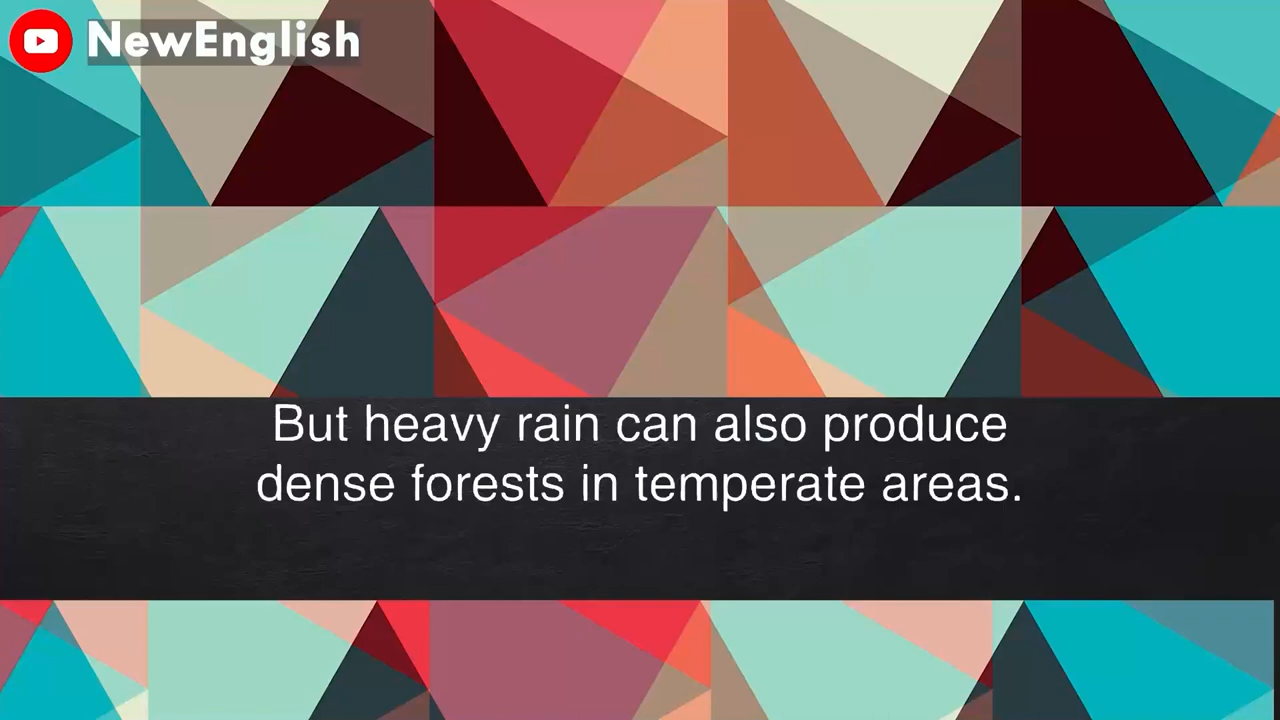 NewEnglish
But heavy rain can also produce
dense forests in temperate areas.